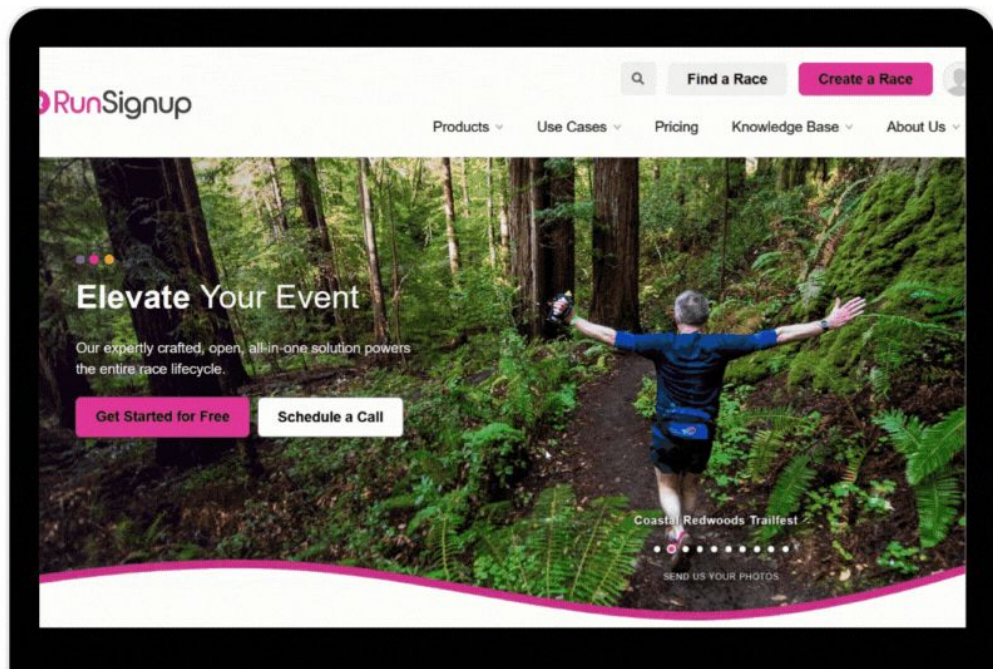 RunSignup
Find a Race
Create a Race
Products
Use Cases
Pricing
Knowledge Base
About Us
Elevate Your Event
Our expertly crafted, open, all-in-one solution powers
the entire race lifecycle.
Get Started for Free
Schedule a Call
Coastal Redwoods Trailfest
SEND US YOUR PHOTOS